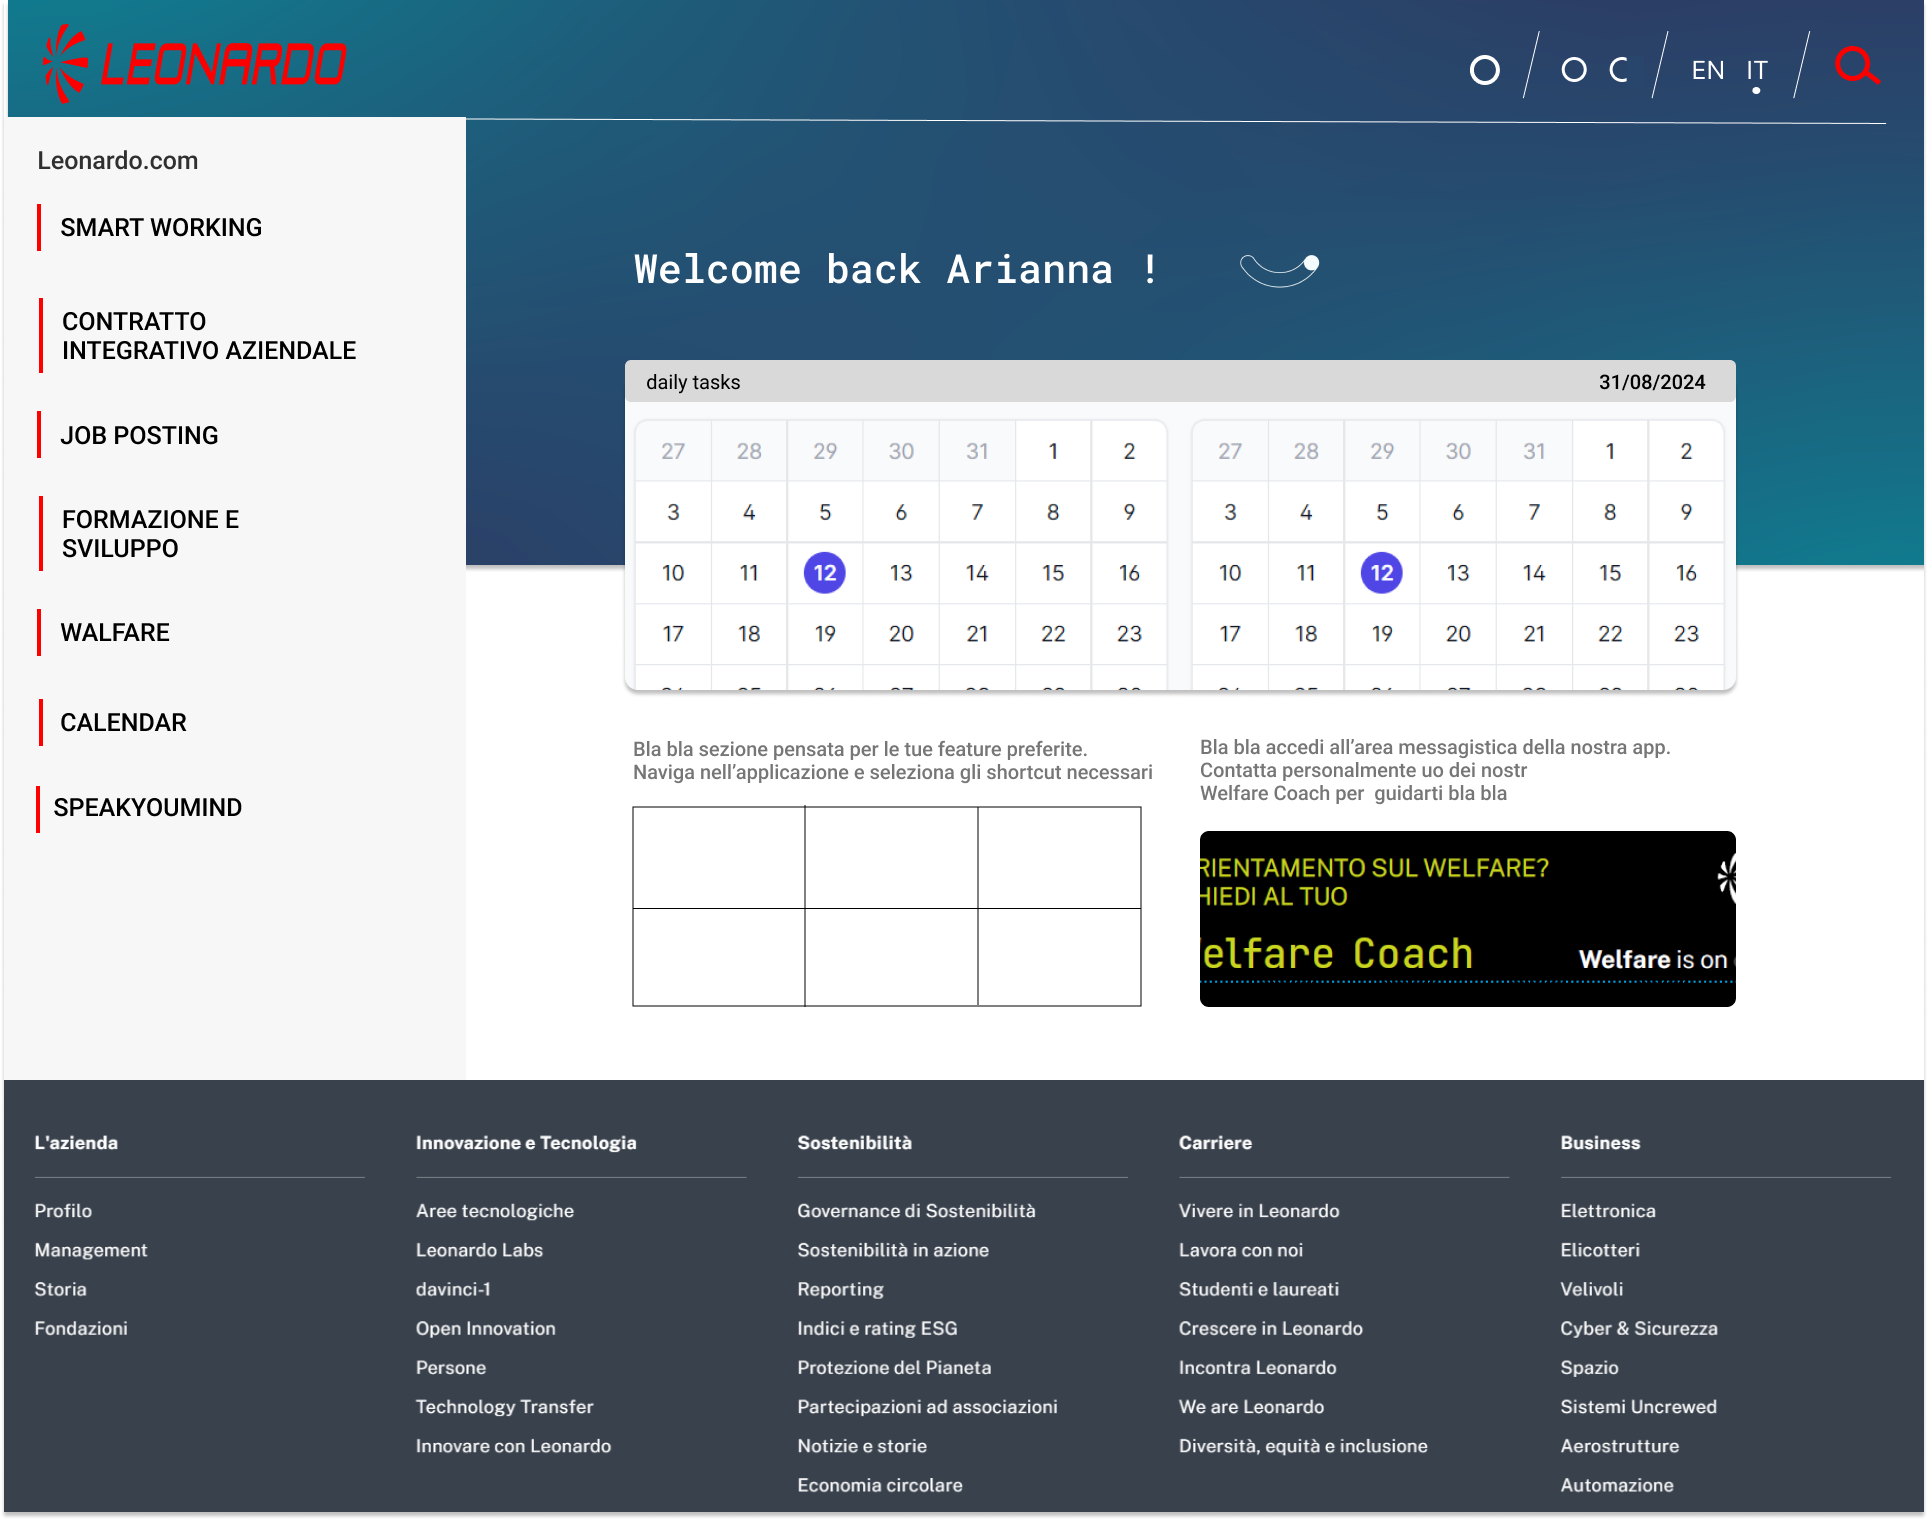 LEONARDO
O O C EN IT
Leonardo.com
SMART WORKING
CONTRATTO
INTEGRATIVO AZIENDALE
JOB POSTING
FORMAZIONE E
SVILUPPO
WALFARE
CALENDAR
SPEAKYOUMIND
Welcome back Arianna !
daily tasks 31/08/2024
27 28 29 30 31 1 2
3 4 5 6 7 8 9
10 11 12 13 14 15 16
17 18 19 20 21 22 23
27 28 29 30 31 1 2
3 4 5 6 7 8 9
10 11 12 13 14 15 16
17 18 19 20 21 22 23
Bla bla sezione pensata per le tue feature preferite.
Naviga nell’applicazione e seleziona gli shortcut necessari
Bla bla accedi all’area messagistica della nostra app.
Contatta personalmente uo dei nostr
Welfare Coach per guidarti bla bla
RIENTAMENTO SUL WELFARE?
HIEDI AL TUO
elfare Coach
Welfare is on
L'azienda
Profilo
Management
Storia
Fondazioni
Innovazione e Tecnologia
Aree tecnologiche
Leonardo Labs
davinci-1
Open Innovation
Persone
Technology Transfer
Innovare con Leonardo
Sostenibilità
Governance di Sostenibilità
Sostenibilità in azione
Reporting
Indici e rating ESG
Protezione del Pianeta
Partecipazioni ad associazioni
Notizie e storie
Economia circolare
Carriere
Vivere in Leonardo
Lavora con noi
Studenti e laureati
Crescere in Leonardo
Incontra Leonardo
We are Leonardo
Diversità, equità e inclusione
Business
Elettronica
Elicotteri
Velivoli
Cyber & Sicurezza
Spazio
Sistemi Uncrewed
Aerostrutture
Automazione